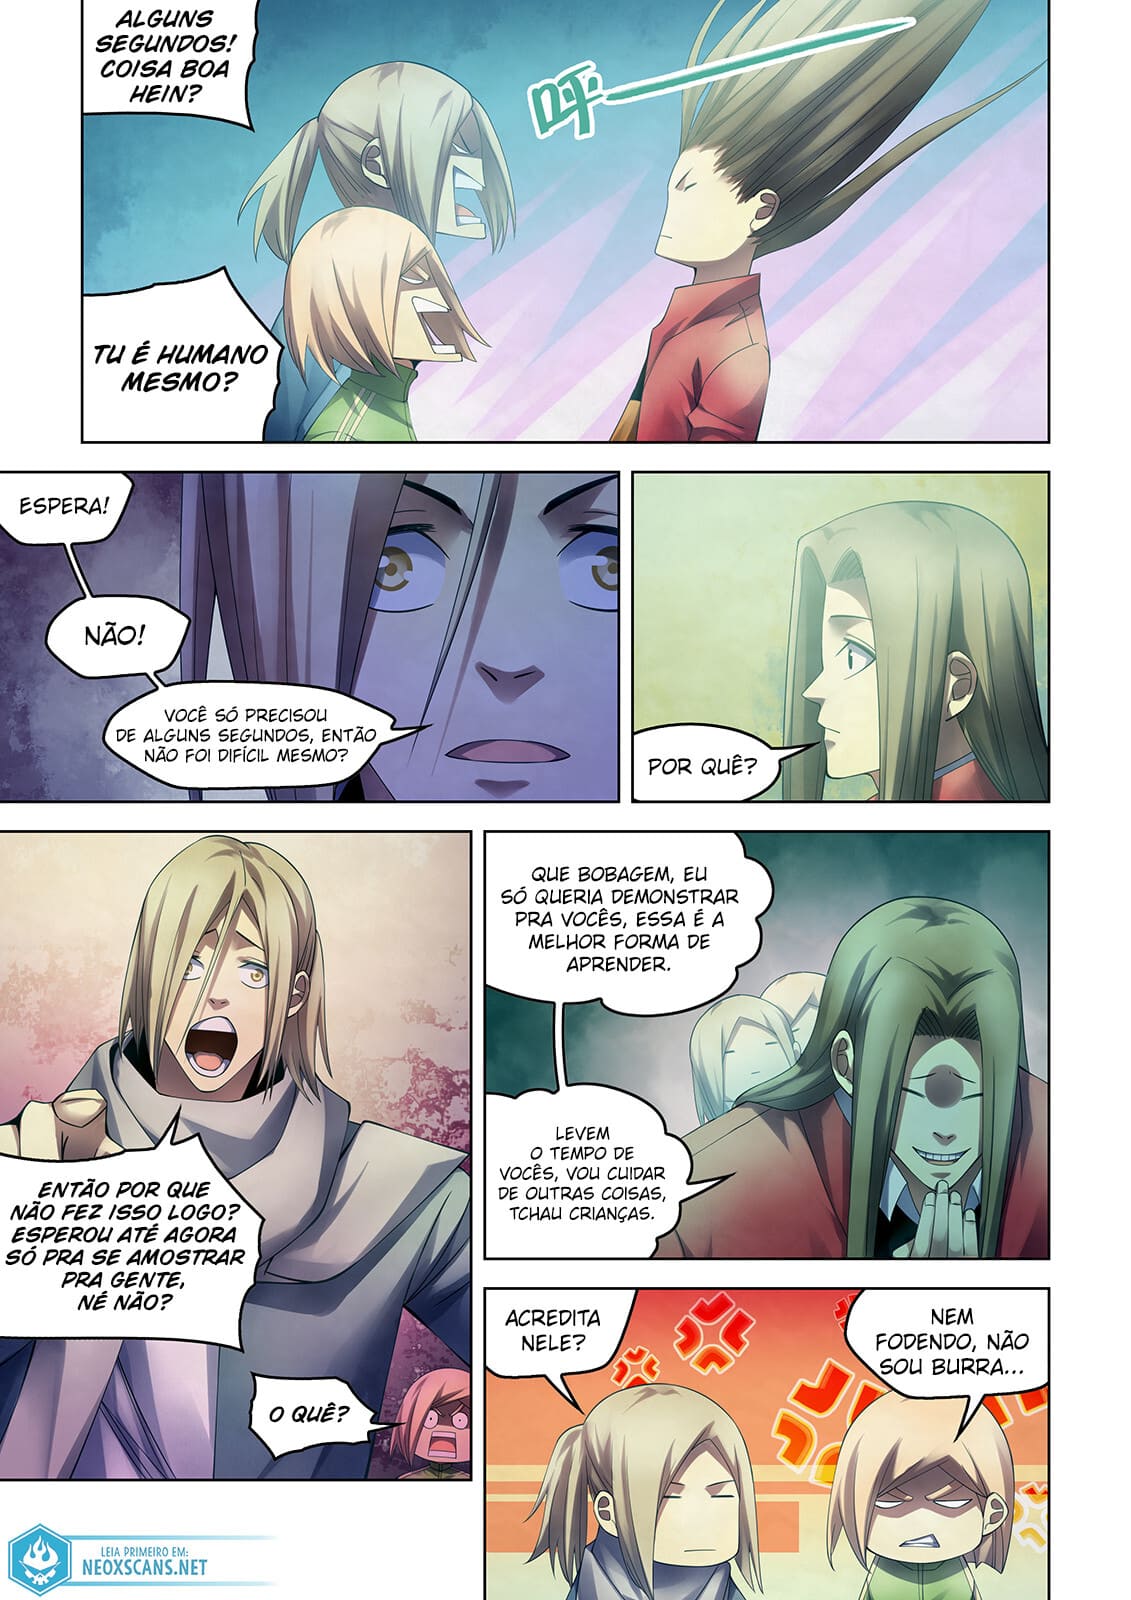 ALGUNS
SEGUNDOS!
COISA BOA
HEIN?
呼
TU É HUMANO
MESMO?
ESPERA!
NÃO!
VOCÊ SÓ PRECISOU
DE ALGUNS SEGUNDOS, ENTÃO
NÃO FOI DIFÍCIL MESMO?
POR QUÊ?
ENTÃO POR QUE
NÃO FEZ ISSO LOGO?
ESPEROU ATÉ AGORA
SÓ PRA SE AMOSTRAR
PRA GENTE,
NÉ NÃO?
O QUÊ?
QUE BOBAGEM, EU
SÓ QUERIA DEMONSTRAR
PRA VOCÊS, ESSA É A
MELHOR FORMA DE
APRENDER.
LEVEM
O TEMPO DE
VOCÊS, VOU CUIDAR
DE OUTRAS COISAS,
TCHAU CRIANÇAS.
ACREDITA
NELE?
NEM
FODENDO, NÃO
SOU BURRA...
LEIA PRIMEIRO EM:
NEOXSCANS.NET